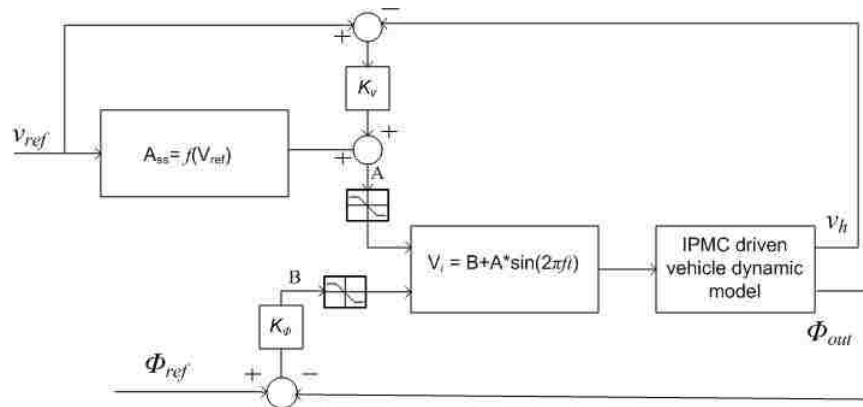 −
+
K_v
v_ref
A_ss= f(V_ref)
+
+
A
v_h
V_i = B+A*sin(2πft)
IPMC driven
vehicle dynamic
model
B
K_Φ
Φ_out
Φ_ref
+
−